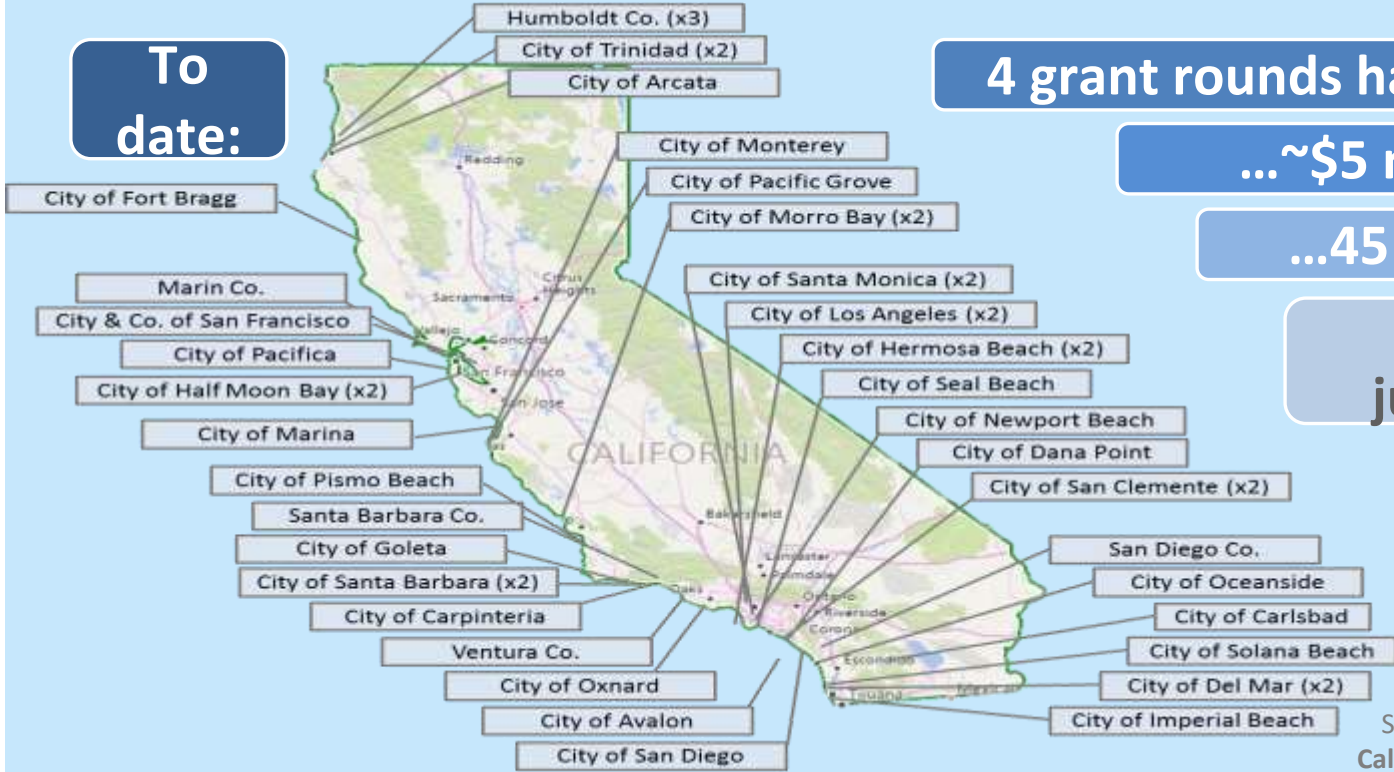 To
date:
4 grant rounds ha
...~$5 m
...45
ju
Humboldt Co. (x3)
City of Trinidad (x2)
City of Arcata
City of Monterey
City of Pacific Grove
City of Morro Bay (x2)
City of Fort Bragg
Marin Co.
City & Co. of San Francisco
City of Pacifica
City of Half Moon Bay (x2)
City of Marina
City of Pismo Beach
Santa Barbara Co.
City of Goleta
City of Santa Barbara (x2)
City of Carpinteria
Ventura Co.
City of Oxnard
City of Avalon
City of San Diego
City of Santa Monica (x2)
City of Los Angeles (x2)
City of Hermosa Beach (x2)
City of Seal Beach
City of Newport Beach
City of Dana Point
City of San Clemente (x2)
San Diego Co.
City of Oceanside
City of Carlsbad
City of Solana Beach
City of Del Mar (x2)
City of Imperial Beach
Redding
Citrus
Heights
Sacramento
Vallejo
Concord
San Francisco
San Jose
CALIFORNIA
Bakersfield
Lancaster
Palmdale
Oaks
Ontario
Riverside
Corona
Escondido
Tijuana
Mexicali
S
Cal